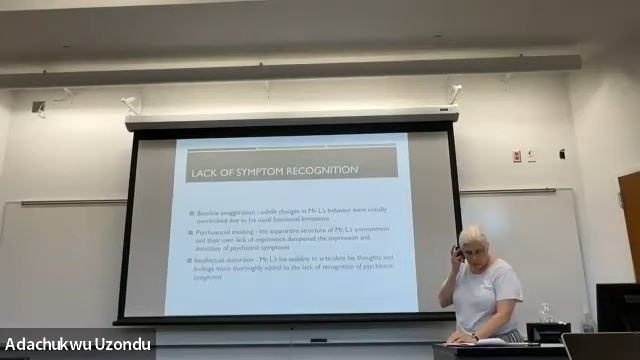 LACK OF SYMPTOM RECOGNITION
Baseline exaggeration - subtle changes in Mr. L's behavior were initially
overlooked due to his usual functional limitations
Psychosocial masking - the supportive structure of Mr. L's environment
and their own lack of experience dampened the expression and
detection of psychiatric symptoms
Intellectual distortion - Mr. L's inability to articulate his thoughts and
feelings more thoroughly added to the lack of recognition of psychiatric
symptoms
Adachukwu Uzondu